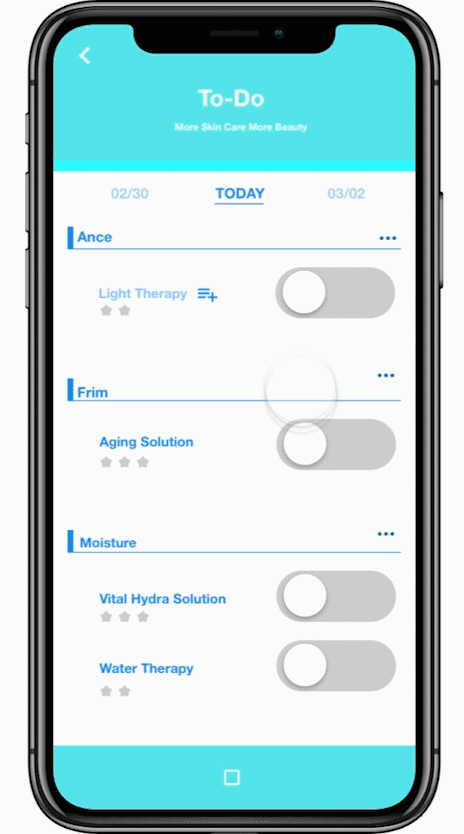 To-Do
More Skin Care More Beauty
02/30 TODAY 03/02
Ance
Light Therapy
Frim
Aging Solution
Moisture
Vital Hydra Solution
Water Therapy